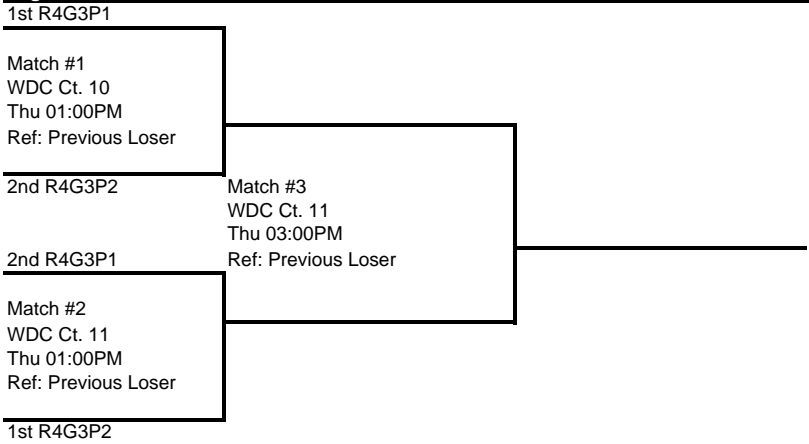 1st R4G3P1
Match #1
WDC Ct. 10
Thu 01:00PM
Ref: Previous Loser
2nd R4G3P2
Match #3
WDC Ct. 11
Thu 03:00PM
Ref: Previous Loser
2nd R4G3P1
Match #2
WDC Ct. 11
Thu 01:00PM
Ref: Previous Loser
1st R4G3P2